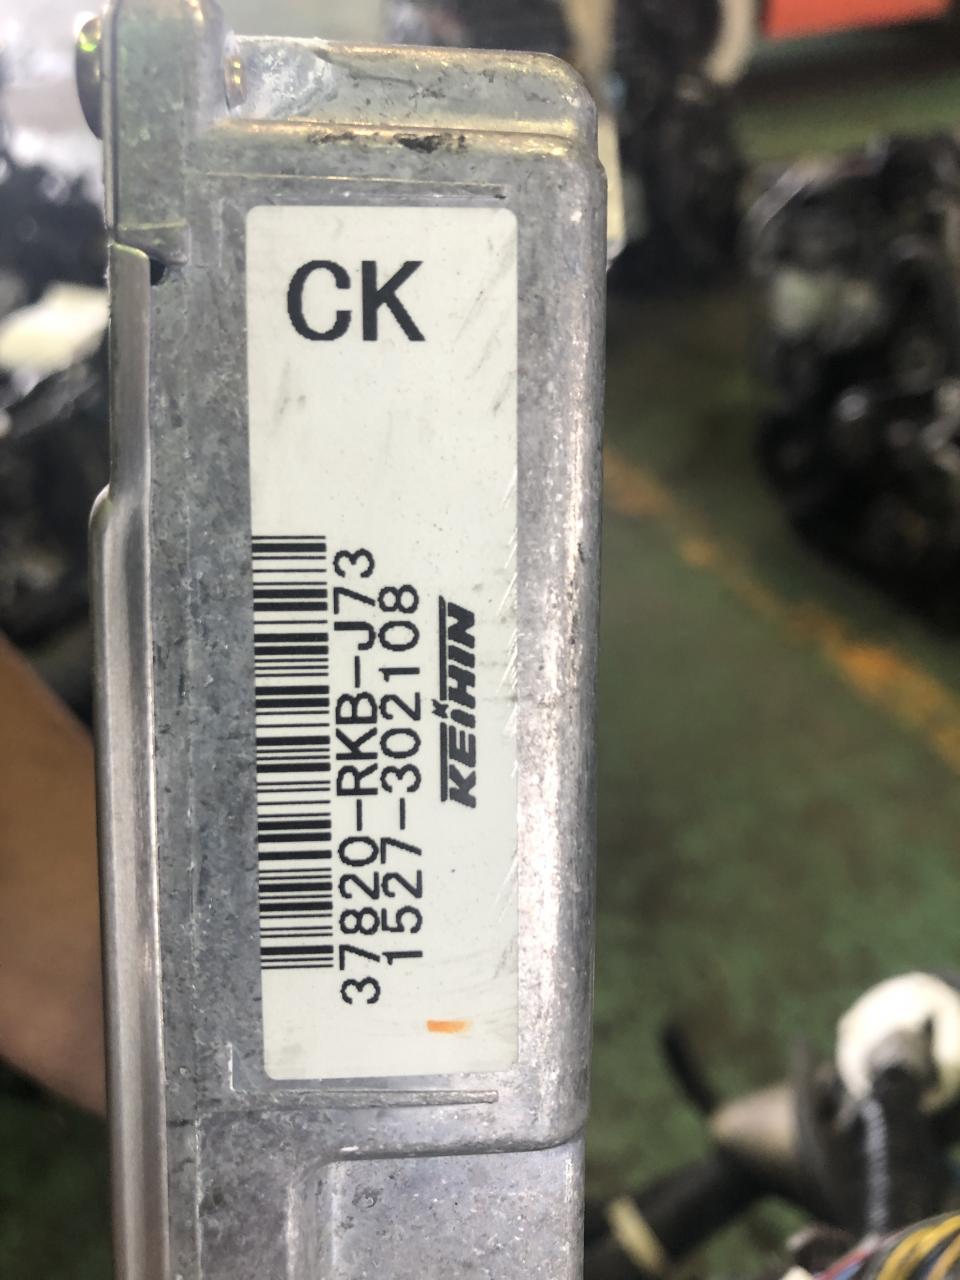 CK
37820-RKB-J73
1527-302108
KEIHIN